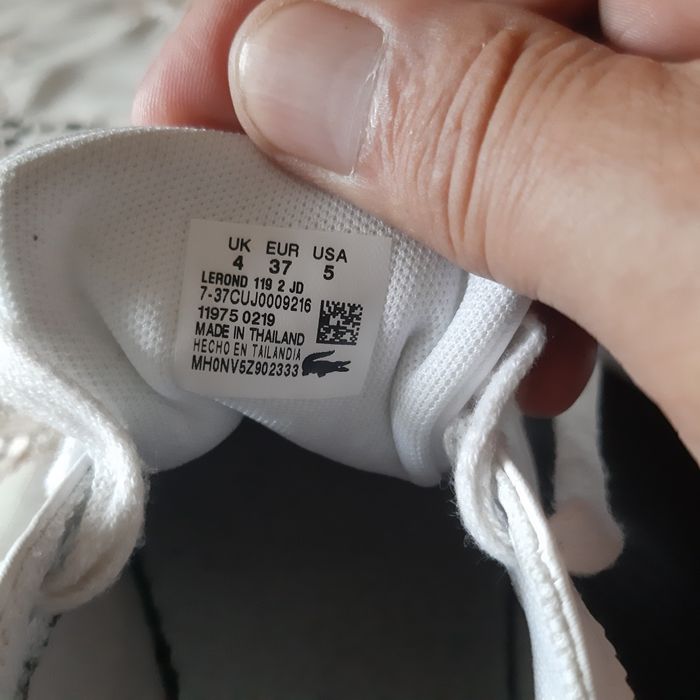 UK EUR USA
4 37 5
LEROND 119 2 JD
7-37CUJ0009216
11975 0219
MADE IN THAILAND
HECHO EN TAILANDIA
MH0NV5Z902333